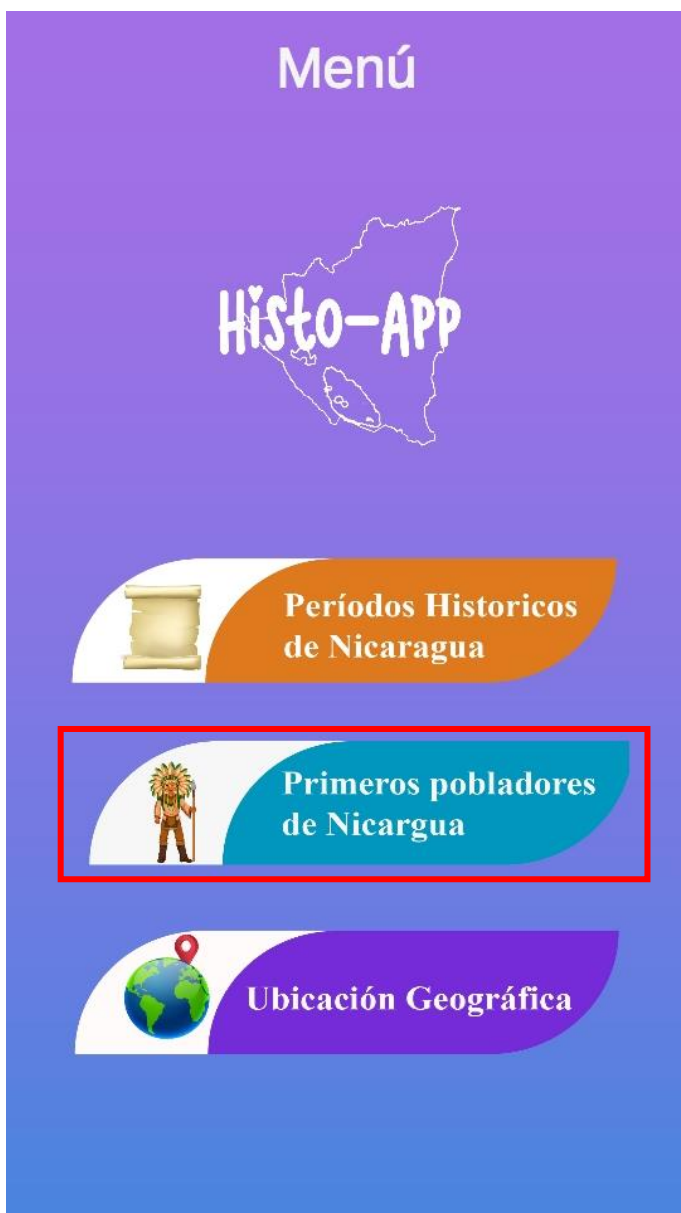 Menú
Histo-APP
Períodos Historicos
de Nicaragua
Primeros pobladores
de Nicargua
Ubicación Geográfica